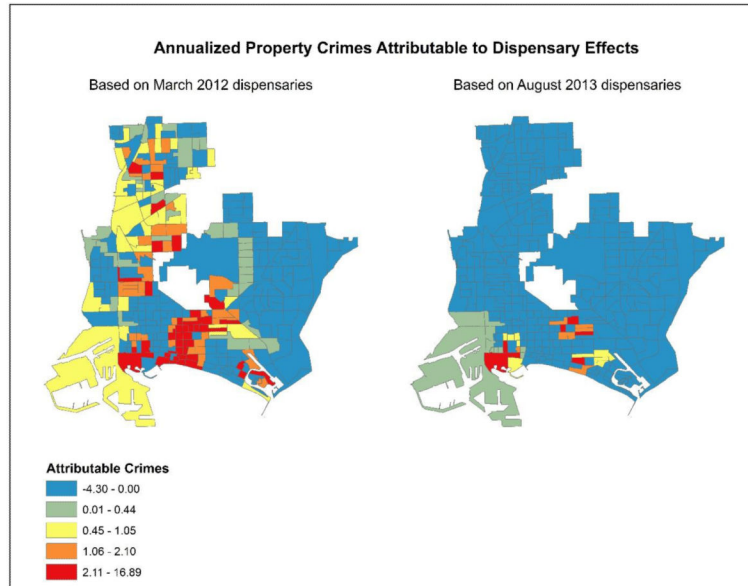 Annualized Property Crimes Attributable to Dispensary Effects
Based on March 2012 dispensaries
Based on August 2013 dispensaries
Attributable Crimes
-4.30 - 0.00
0.01 - 0.44
0.45 - 1.05
1.06 - 2.10
2.11 - 16.89